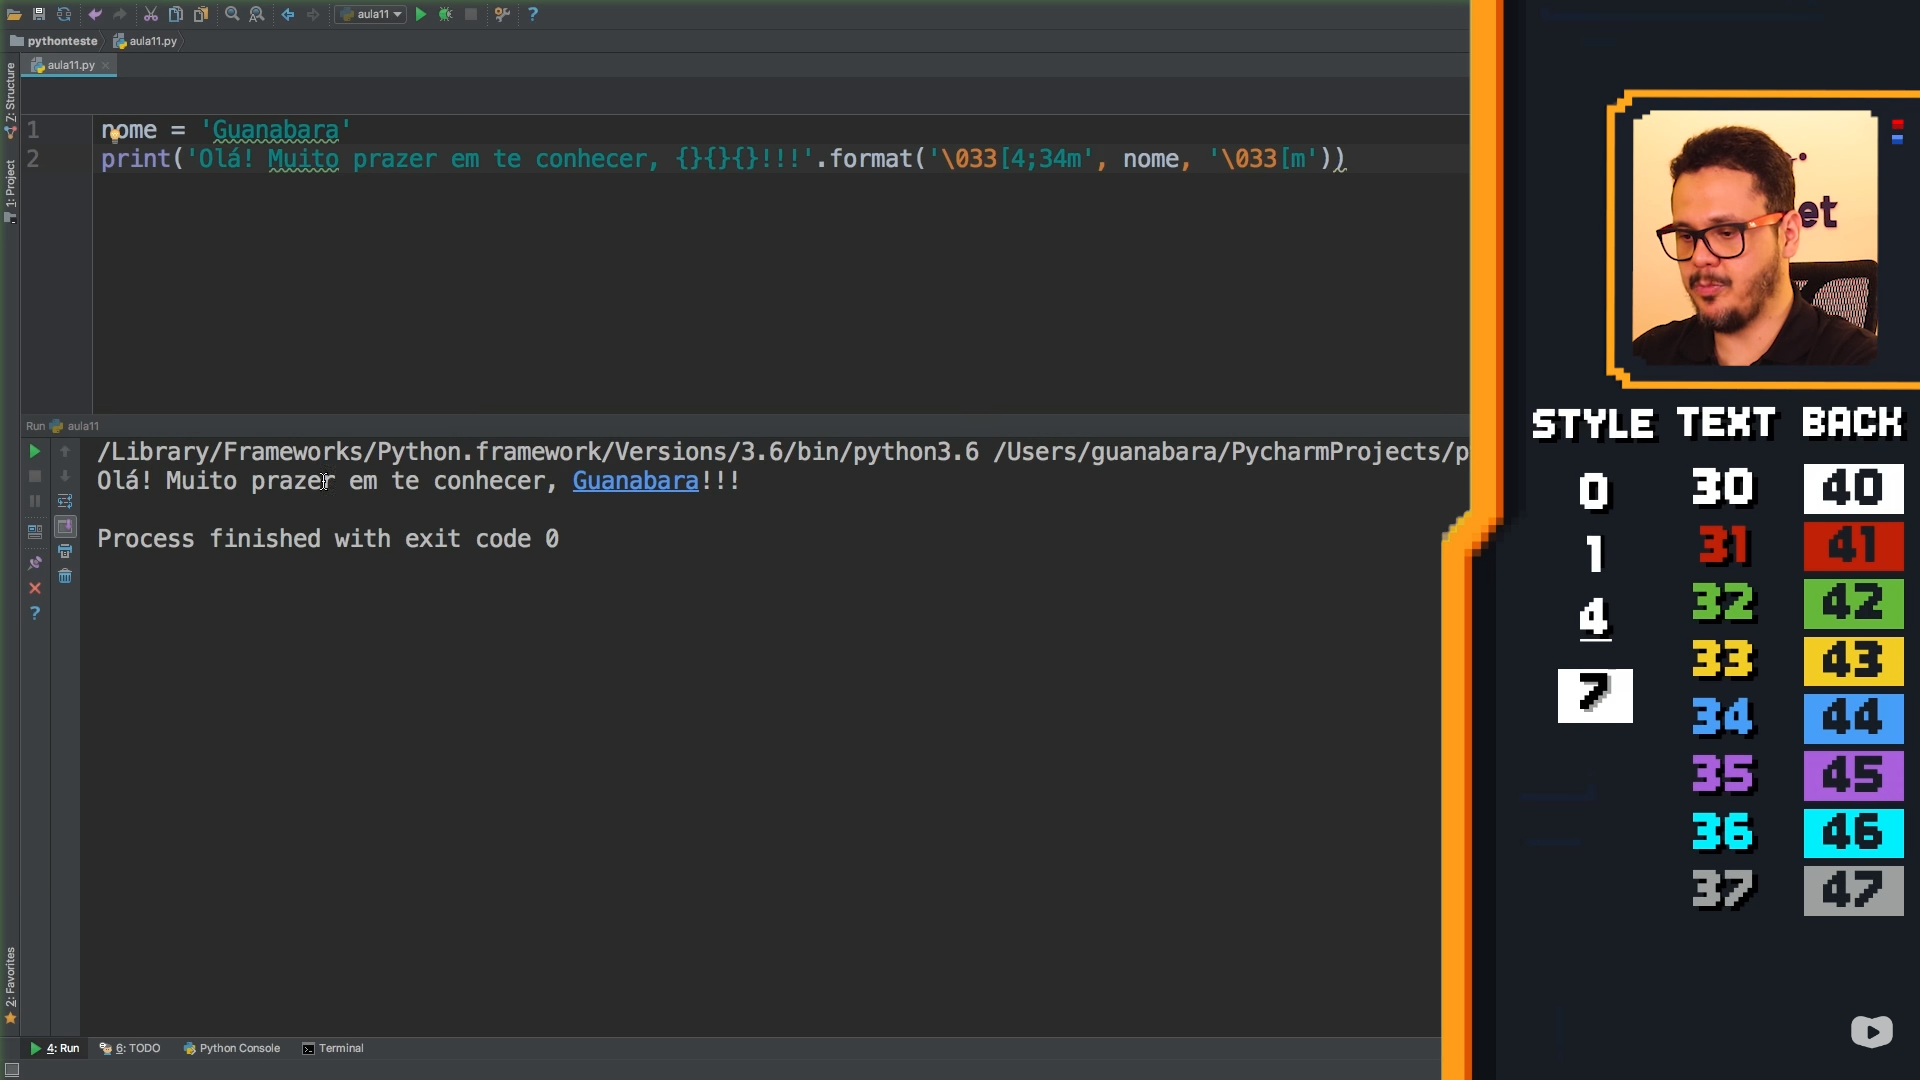 aula11
pythonteste
aula11.py
aula11.py
Z: Structure
1: Project
1 nome = 'Guanabara'
2 print('Olá! Muito prazer em te conhecer, {}{}{}!!!'.format('\033[4;34m', nome, '\033[m'))
Run aula11
/Library/Frameworks/Python.framework/Versions/3.6/bin/python3.6 /Users/guanabara/PycharmProjects/p
Olá! Muito prazer em te conhecer, Guanabara!!!
Process finished with exit code 0
2: Favorites
4: Run
6: TODO
Python Console
Terminal
et
STYLE TEXT BACK
0 30 40
1 31 41
4 32 42
7 33 43
34 44
35 45
36 46
37 47